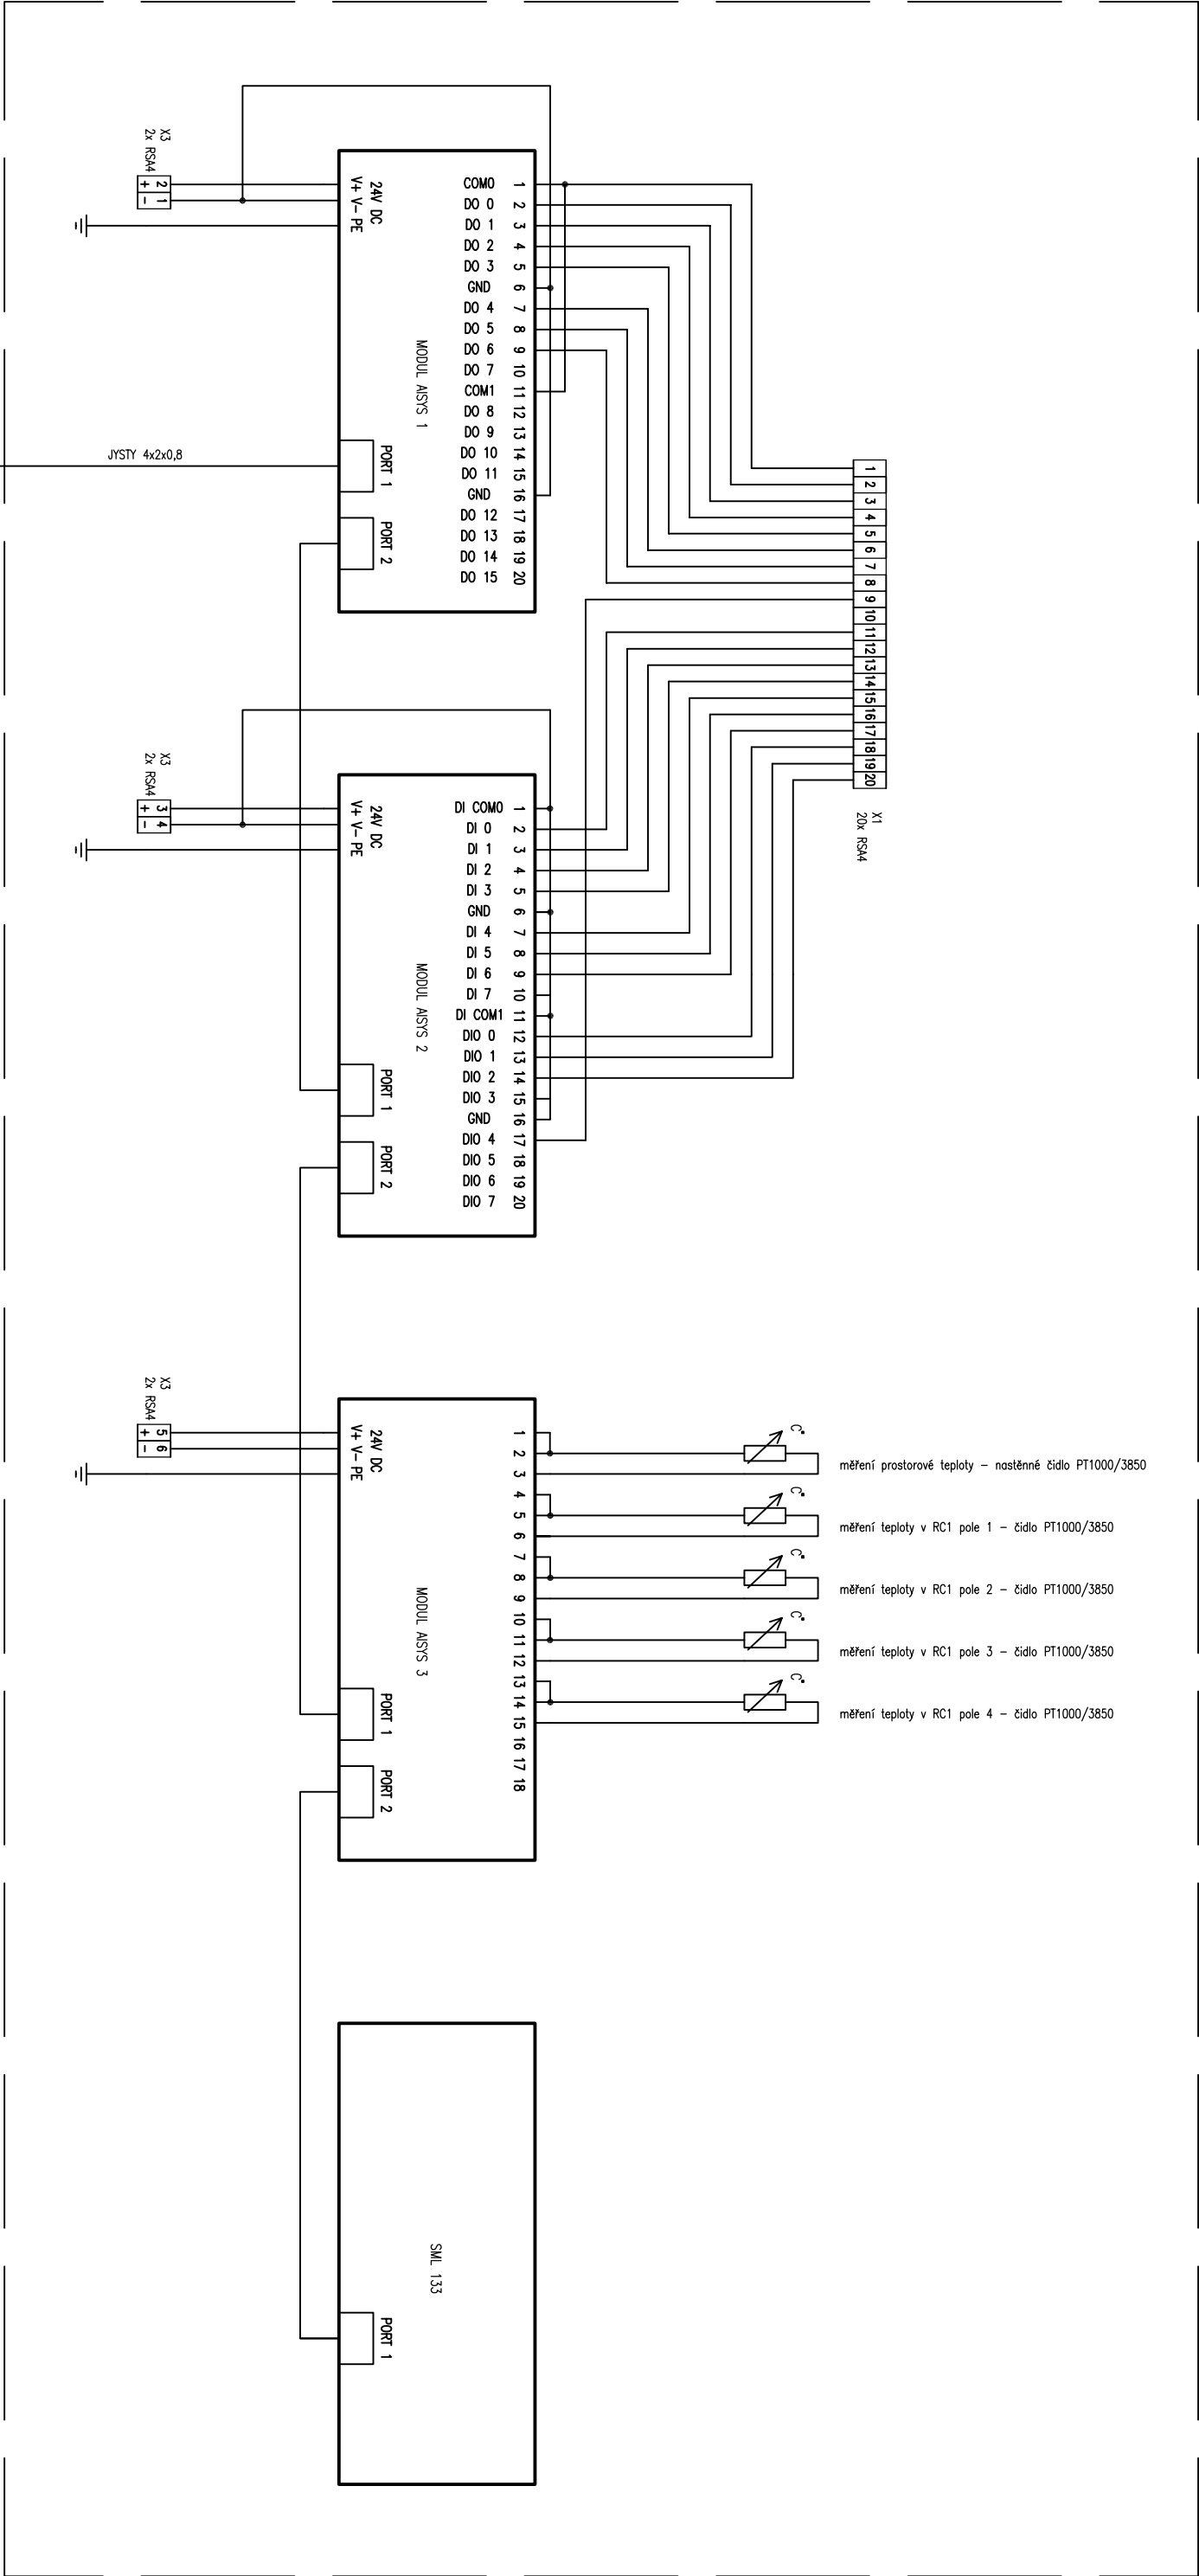 1 2 3 4 5 6 7 8 9 10 11 12 13 14 15 16 17 18 19 20
X1
20x RSA4
1 2 3 4 5 6 7 8 9 10 11 12 13 14 15 16 17 18 19 20
COM0
DO 0
DO 1
DO 2
DO 3
GND
DO 4
DO 5
DO 6
DO 7
COM1
DO 8
DO 9
DO 10
DO 11
GND
DO 12
DO 13
DO 14
DO 15
MODUL AISYS 1
24V DC
V+ V- PE
PORT 1
PORT 2
X3
2x RSA4
2 1
+ -
JYSTY 4x2x0,8
1 2 3 4 5 6 7 8 9 10 11 12 13 14 15 16 17 18 19 20
DI COM0
DI 0
DI 1
DI 2
DI 3
GND
DI 4
DI 5
DI 6
DI 7
DI COM1
DIO 0
DIO 1
DIO 2
DIO 3
GND
DIO 4
DIO 5
DIO 6
DIO 7
MODUL AISYS 2
24V DC
V+ V- PE
PORT 1
PORT 2
X3
2x RSA4
3 4
+ -
°C
měření prostorové teploty – nastěnné čidlo PT1000/3850
°C
měření teploty v RC1 pole 1 – čidlo PT1000/3850
°C
měření teploty v RC1 pole 2 – čidlo PT1000/3850
°C
měření teploty v RC1 pole 3 – čidlo PT1000/3850
°C
měření teploty v RC1 pole 4 – čidlo PT1000/3850
1 2 3 4 5 6 7 8 9 10 11 12 13 14 15 16 17 18
MODUL AISYS 3
24V DC
V+ V- PE
PORT 1
PORT 2
X3
2x RSA4
5 6
+ -
SML 133
PORT 1